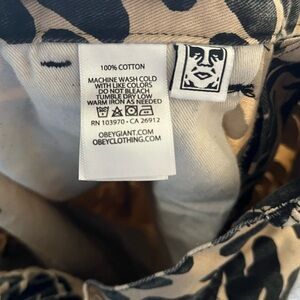 100% COTTON
MACHINE WASH COLD
WITH LIKE COLORS
DO NOT BLEACH
TUMBLE DRY LOW
WARM IRON AS NEEDED
RN 103970 • CA 26912
OBEYGIANT.COM
OBEYCLOTHING.COM